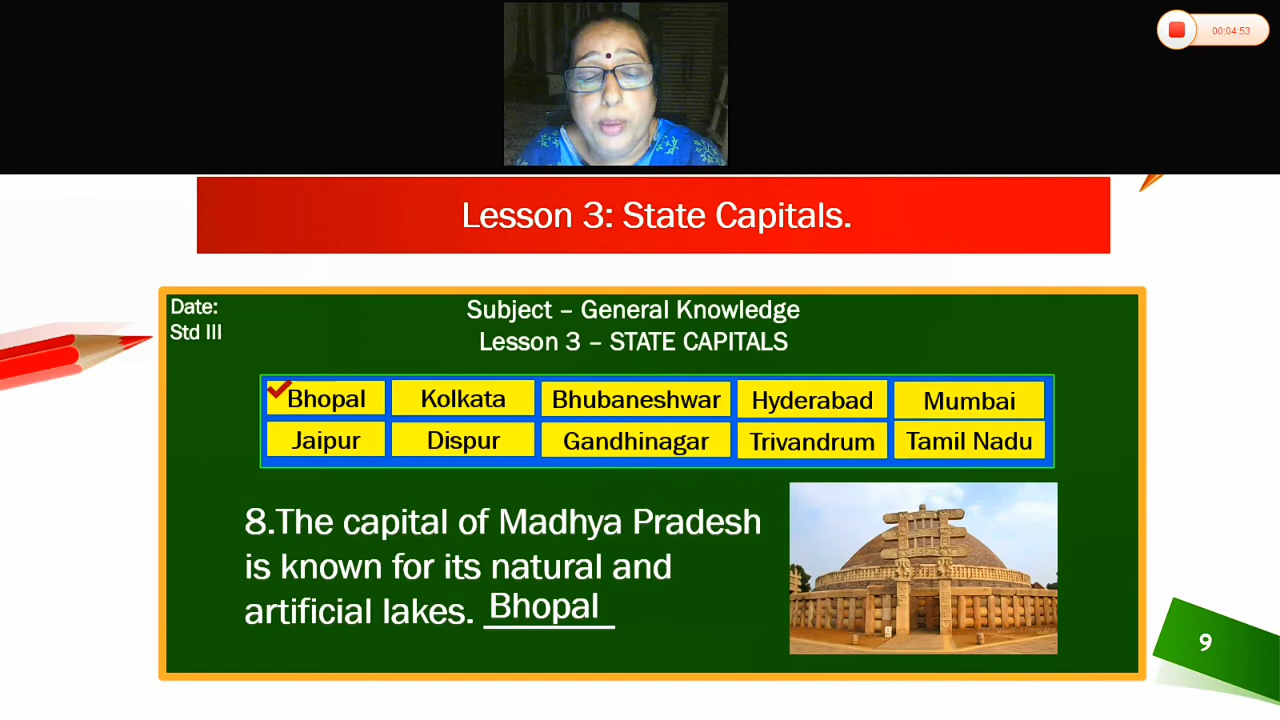 00:04:53
Lesson 3: State Capitals.
Date:
Std III
Subject – General Knowledge
Lesson 3 – STATE CAPITALS
Bhopal Kolkata Bhubaneshwar Hyderabad Mumbai
Jaipur Dispur Gandhinagar Trivandrum Tamil Nadu
8.The capital of Madhya Pradesh
is known for its natural and
artificial lakes. Bhopal
9